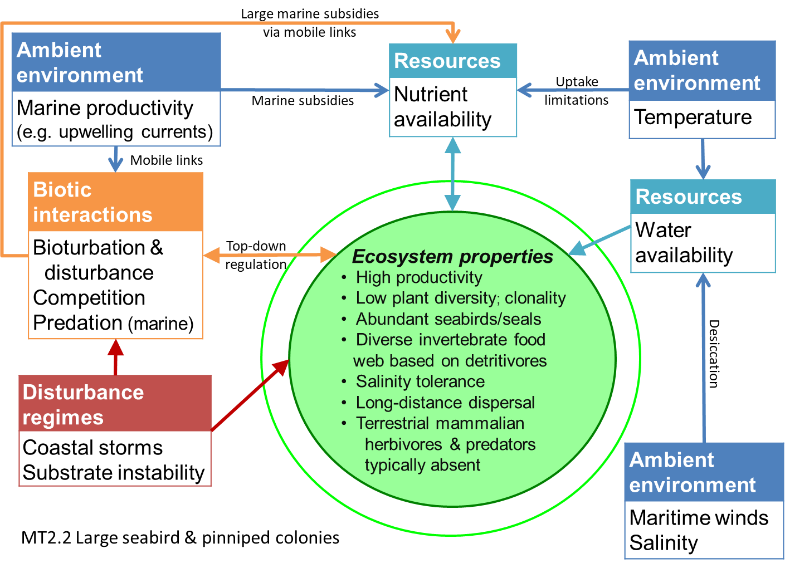 Large marine subsidies
via mobile links
Ambient
environment
Marine productivity
(e.g. upwelling currents)
Marine subsidies
Resources
Nutrient
availability
Uptake
limitations
Ambient
environment
Temperature
Mobile links
Biotic
interactions
Bioturbation &
disturbance
Competition
Predation (marine)
Top-down
regulation
Resources
Water
availability
Ecosystem properties
• High productivity
• Low plant diversity; clonality
• Abundant seabirds/seals
• Diverse invertebrate food
web based on detritivores
• Salinity tolerance
• Long-distance dispersal
• Terrestrial mammalian
herbivores & predators
typically absent
Desiccation
Disturbance
regimes
Coastal storms
Substrate instability
Ambient
environment
Maritime winds
Salinity
MT2.2 Large seabird & pinniped colonies